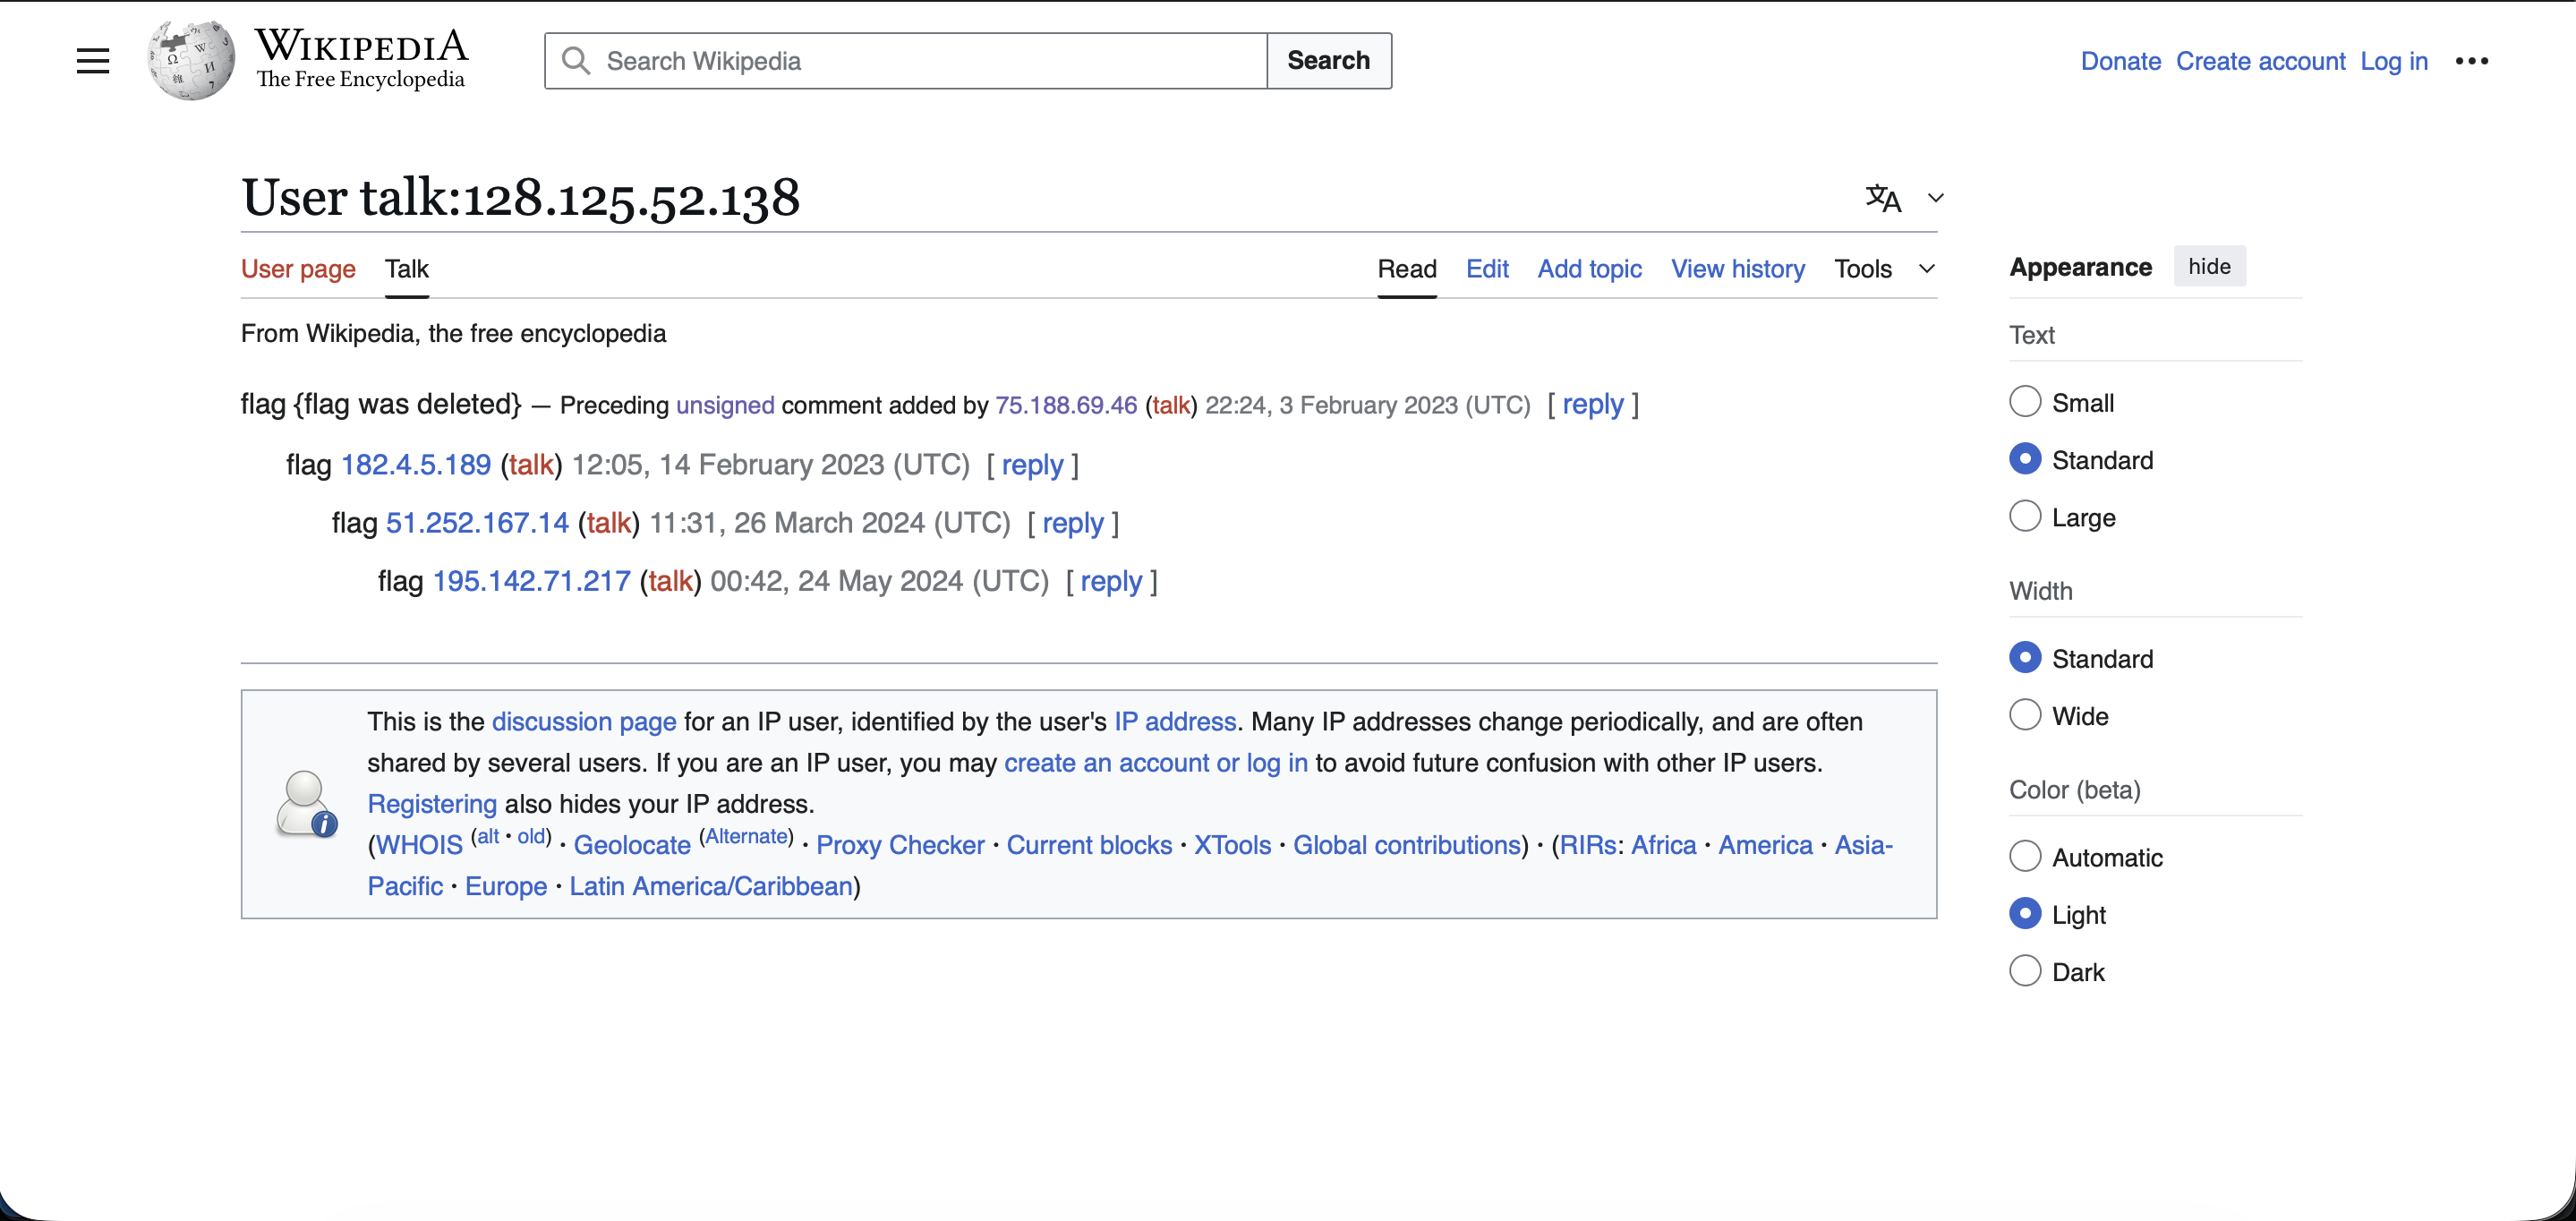 WIKIPEDIA
The Free Encyclopedia
Search Wikipedia
Search
Donate Create account Log in
User talk:128.125.52.138
User page Talk
Read Edit Add topic View history Tools
From Wikipedia, the free encyclopedia
flag {flag was deleted} — Preceding unsigned comment added by 75.188.69.46 (talk) 22:24, 3 February 2023 (UTC) [ reply ]
flag 182.4.5.189 (talk) 12:05, 14 February 2023 (UTC) [ reply ]
flag 51.252.167.14 (talk) 11:31, 26 March 2024 (UTC) [ reply ]
flag 195.142.71.217 (talk) 00:42, 24 May 2024 (UTC) [ reply ]
This is the discussion page for an IP user, identified by the user's IP address. Many IP addresses change periodically, and are often
shared by several users. If you are an IP user, you may create an account or log in to avoid future confusion with other IP users.
Registering also hides your IP address.
(WHOIS (alt • old) · Geolocate (Alternate) · Proxy Checker · Current blocks · XTools · Global contributions) · (RIRs: Africa · America · Asia-
Pacific · Europe · Latin America/Caribbean)
Appearance hide
Text
Small
Standard
Large
Width
Standard
Wide
Color (beta)
Automatic
Light
Dark